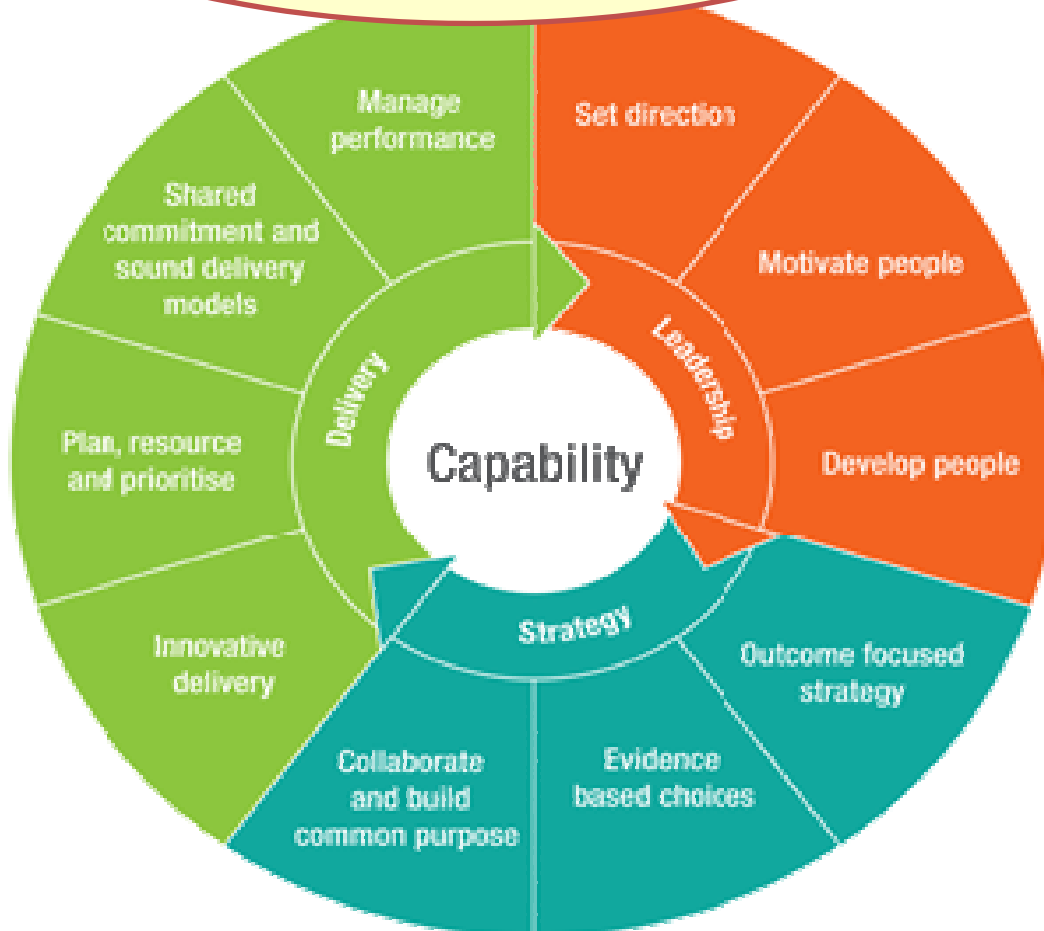 Manage
performance
Set direction
Shared
commitment and
sound delivery
models
Motivate people
Delivery
Leadership
Plan, resource
and prioritise
Capability
Develop people
Innovative
delivery
Strategy
Outcome focused
strategy
Collaborate
and build
common purpose
Evidence
based choices